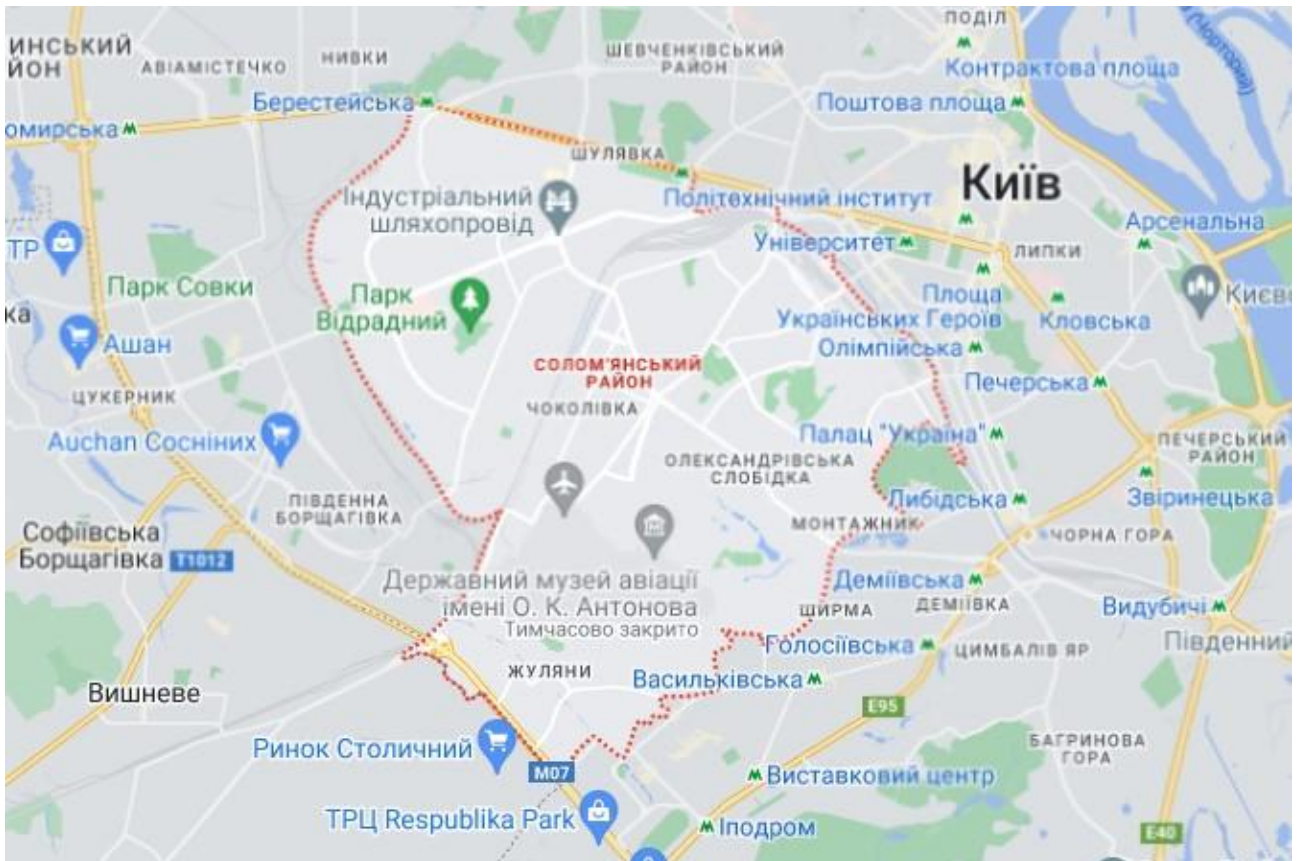 ПОДІЛ
ИНСЬКИЙ
ЙОН
АВІАМІСТЕЧКО
НИВКИ
ШЕВЧЕНКІВСЬКИЙ
РАЙОН
Контрактова площа
(Чорторий)
Берестейська
Поштова площа
омирська
ШУЛЯВКА
Київ
Індустріальний
шляхопровід
Політехнічний інститут
Арсенальна
ТР
Університет
ЛИПКИ
Парк Совки
Парк
Відрадний
Площа
Українських Героїв
Києво
ка
Кловська
Ашан
Олімпійська
СОЛОМ'ЯНСЬКИЙ
РАЙОН
Печерська
ЦУКЕРНИК
ЧОКОЛІВКА
Auchan Сосніних
Палац "Україна"
ПЕЧЕРСЬКИЙ
РАЙОН
ОЛЕКСАНДРІВСЬКА
СЛОБІДКА
ПІВДЕННА
БОРЩАГІВКА
Либідська
Звіринецька
Софіївська
Борщагівка
T1012
МОНТАЖНИК
ЧОРНА ГОРА
Державний музей авіації
імені О. К. Антонова
Тимчасово закрито
Деміївська
ШИРМА
ДЕМІЇВКА
Видубичі
Південний
Голосіївська
ЦИМБАЛІВ ЯР
ЖУЛЯНИ
Васильківська
Вишневе
E95
Ринок Столичний
БАГРИНОВА
ГОРА
M07
Виставковий центр
ТРЦ Respublika Park
Іподром
E40